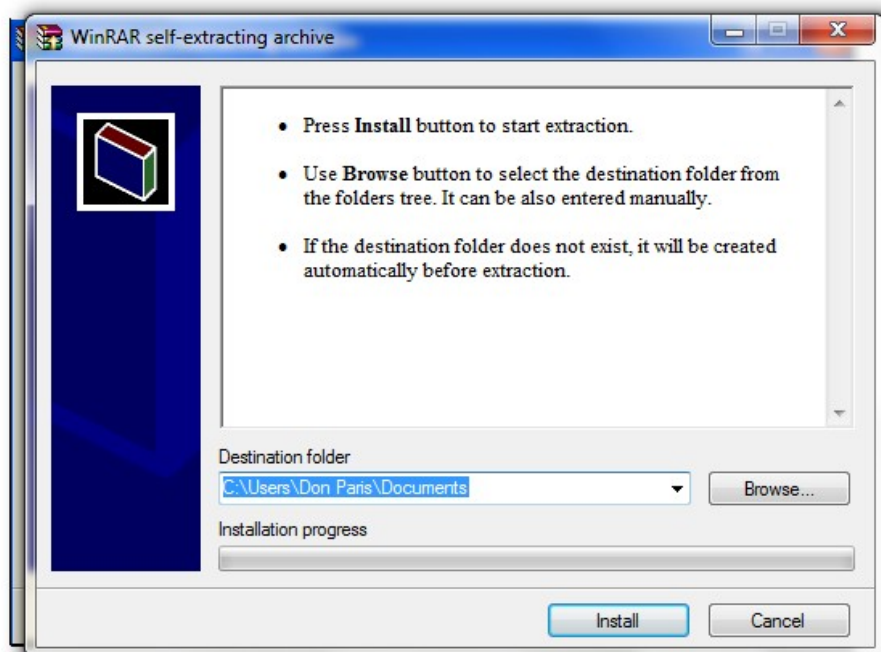 WinRAR self-extracting archive
• Press Install button to start extraction.
• Use Browse button to select the destination folder from
the folders tree. It can be also entered manually.
• If the destination folder does not exist, it will be created
automatically before extraction.
Destination folder
C:\Users\Don Paris\Documents
Browse...
Installation progress
Install
Cancel